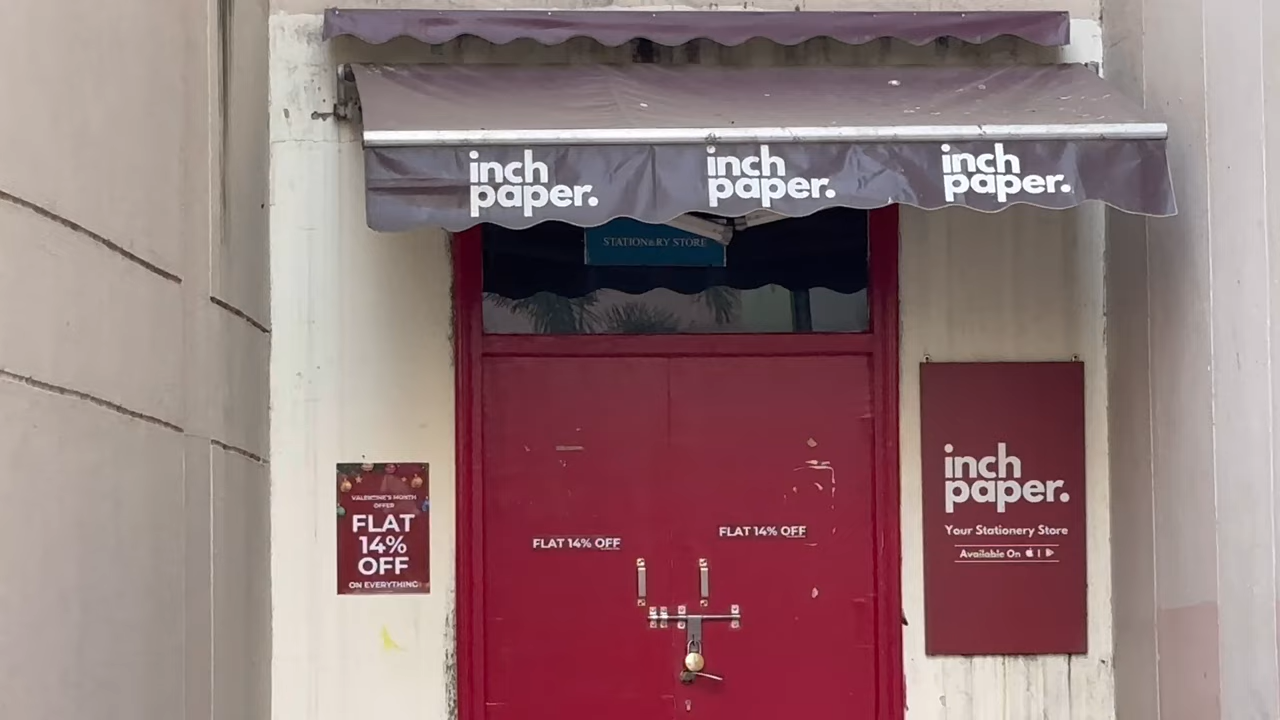 inch
paper.
inch
paper.
inch
paper.
STATIONERY STORE
VALENTINE'S MONTH
OFFER
FLAT
14%
OFF
ON EVERYTHING
FLAT 14% OFF
FLAT 14% OFF
inch
paper.
Your Stationery Store
Available On